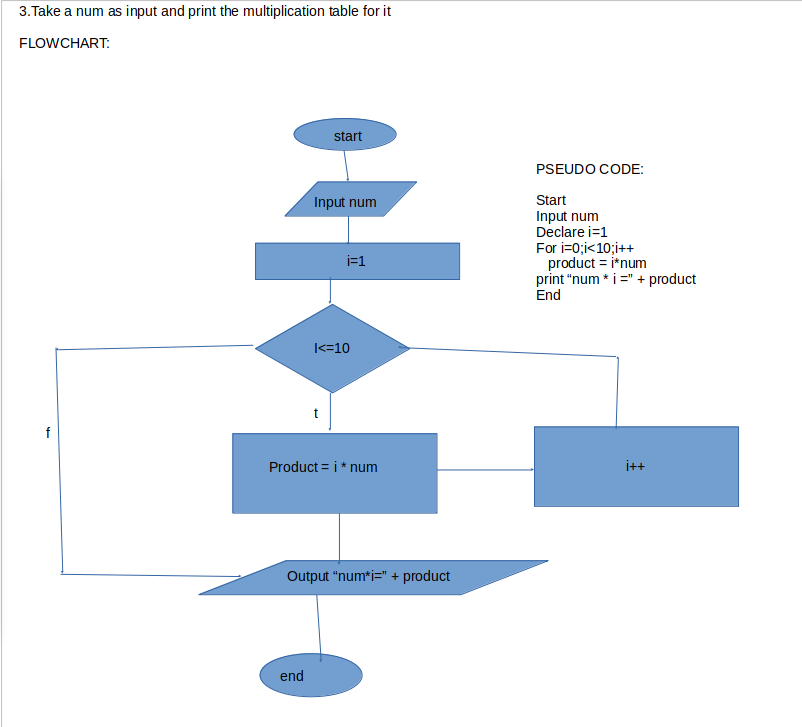 3.Take a num as input and print the multiplication table for it
FLOWCHART:
start
Input num
i=1
I<=10
t
f
Product = i * num
i++
Output “num*i=” + product
end
PSEUDO CODE:
Start
Input num
Declare i=1
For i=0;i<10;i++
product = i*num
print “num * i =” + product
End